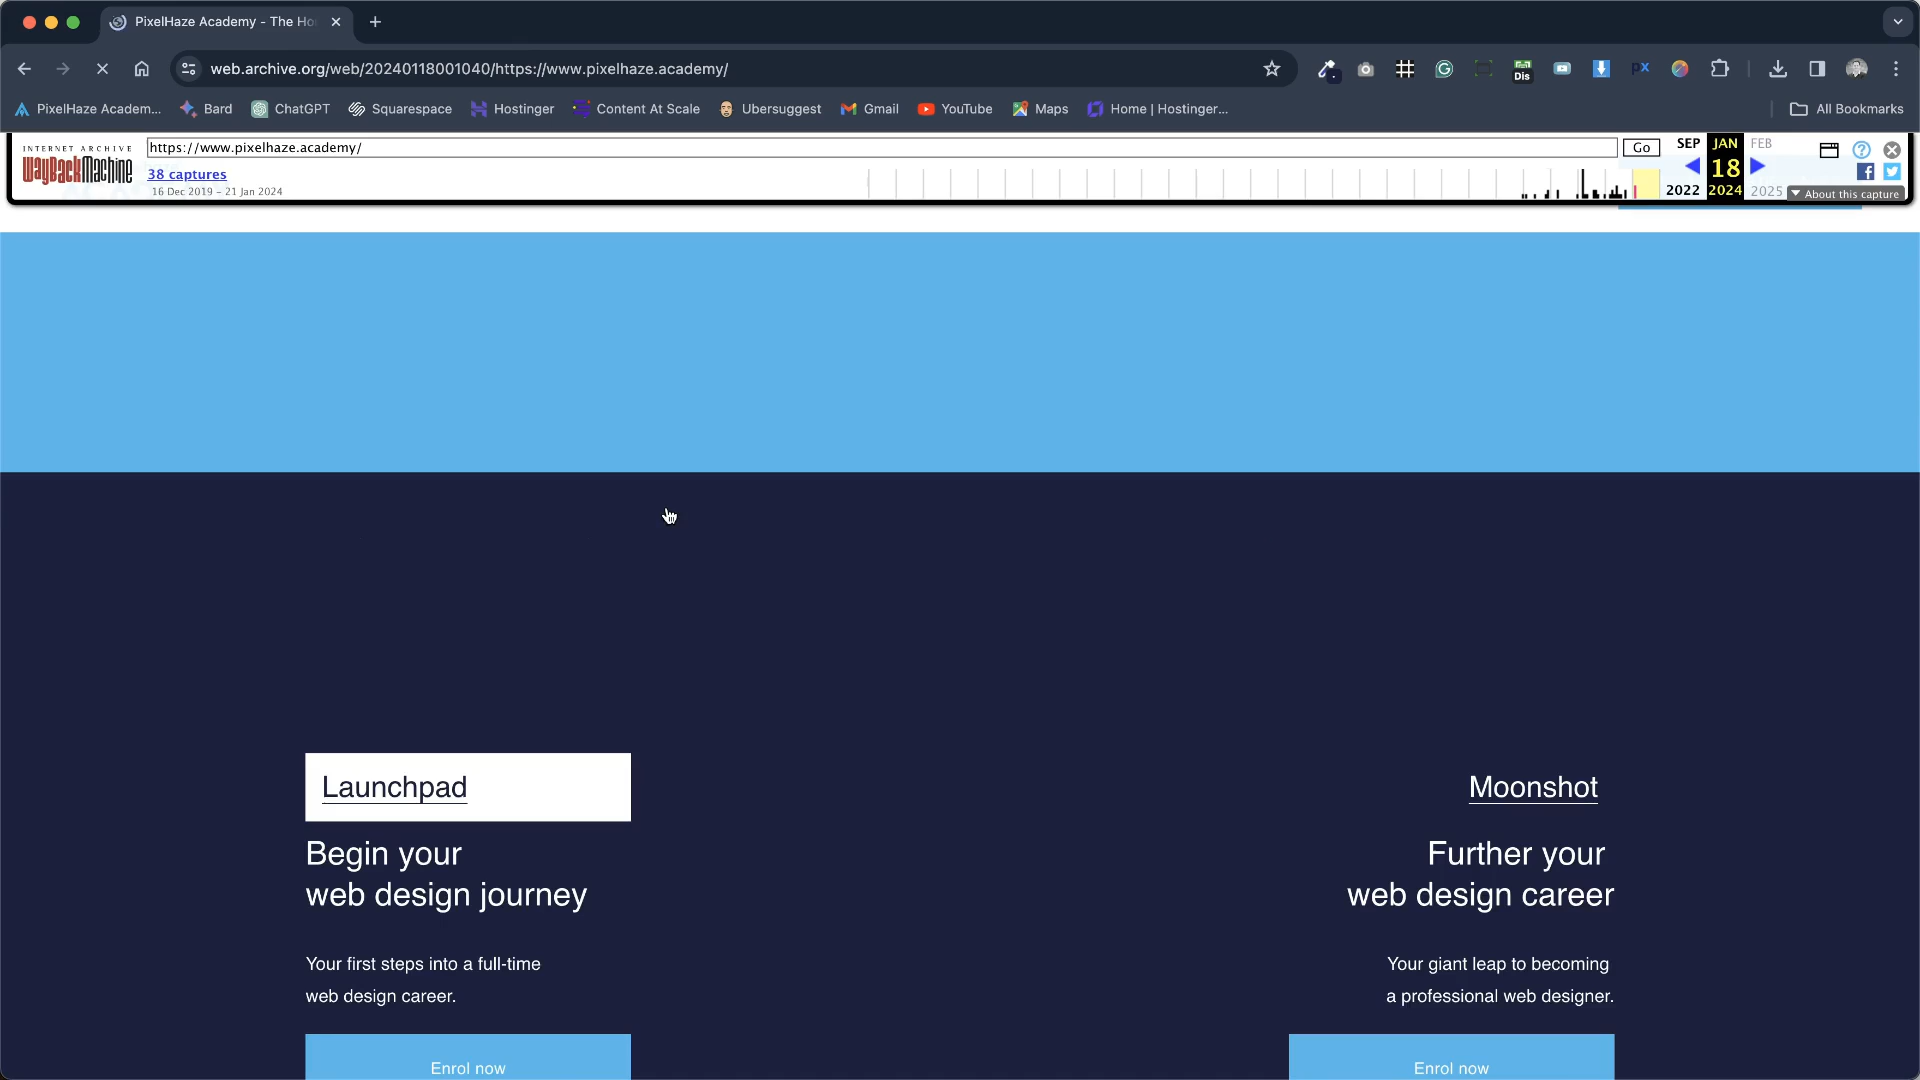 PixelHaze Academy - The Ho
web.archive.org/web/20240118001040/https://www.pixelhaze.academy/
Dis
PX
PixelHaze Academ...
Bard
ChatGPT
Squarespace
Hostinger
Content At Scale
Ubersuggest
Gmail
YouTube
Maps
Home | Hostinger...
All Bookmarks
INTERNET ARCHIVE
WayBackMachine
https://www.pixelhaze.academy/
Go
SEP
JAN
FEB
38 captures
18
16 Dec 2019 - 21 Jan 2024
2022
2024
2025
About this capture
Launchpad
Begin your
web design journey
Your first steps into a full-time
web design career.
Enrol now
Moonshot
Further your
web design career
Your giant leap to becoming
a professional web designer.
Enrol now